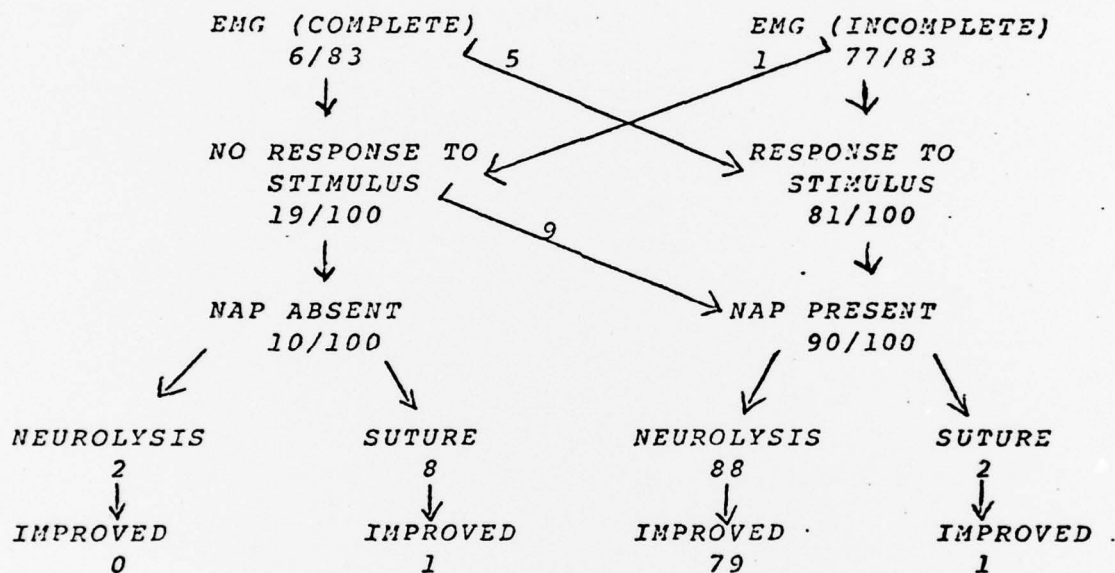 EMG (COMPLETE) EMG (INCOMPLETE)
6/83 5 1 77/83
NO RESPONSE TO RESPONSE TO
STIMULUS STIMULUS
19/100 81/100
9
NAP ABSENT NAP PRESENT
10/100 90/100
NEUROLYSIS SUTURE NEUROLYSIS SUTURE
2 8 88 2
IMPROVED IMPROVED IMPROVED IMPROVED
0 1 79 1